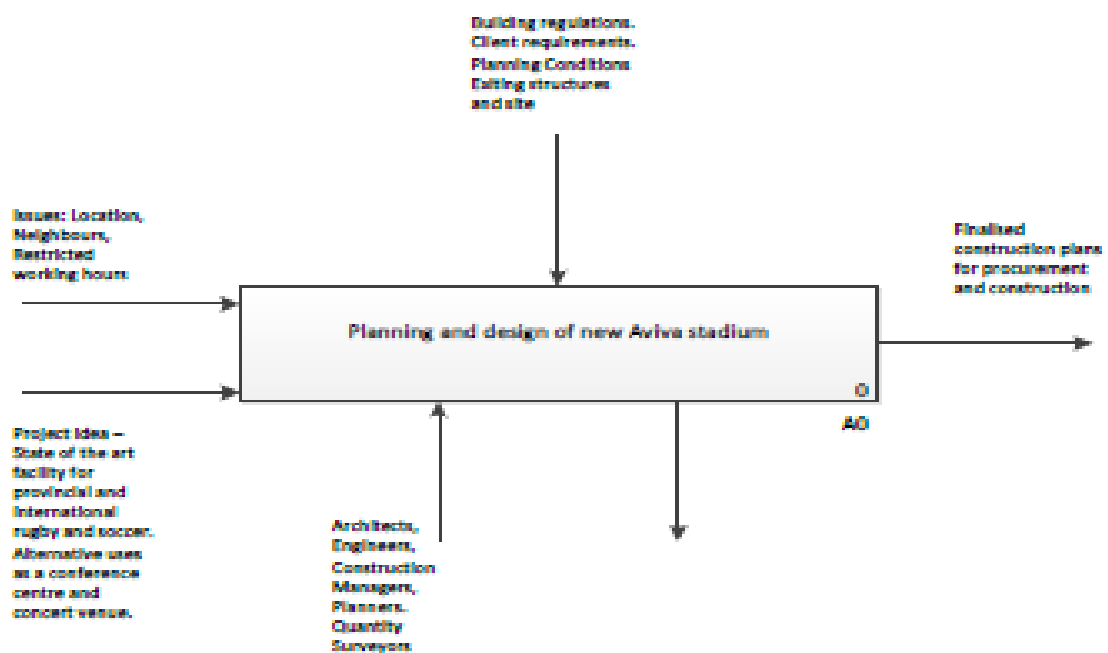 Building regulations.
Client requirements.
Planning Conditions
Exiting structures
and site
Issues: Location,
Neighbours,
Restricted
working hours
Finalised
construction plans
for procurement
and construction
Planning and design of new Aviva stadium
0
A0
Project Idea –
State of the art
facility for
provincial and
international
rugby and soccer.
Alternative uses
as a conference
centre and
concert venue.
Architects,
Engineers,
Construction
Managers,
Planners.
Quantity
Surveyors